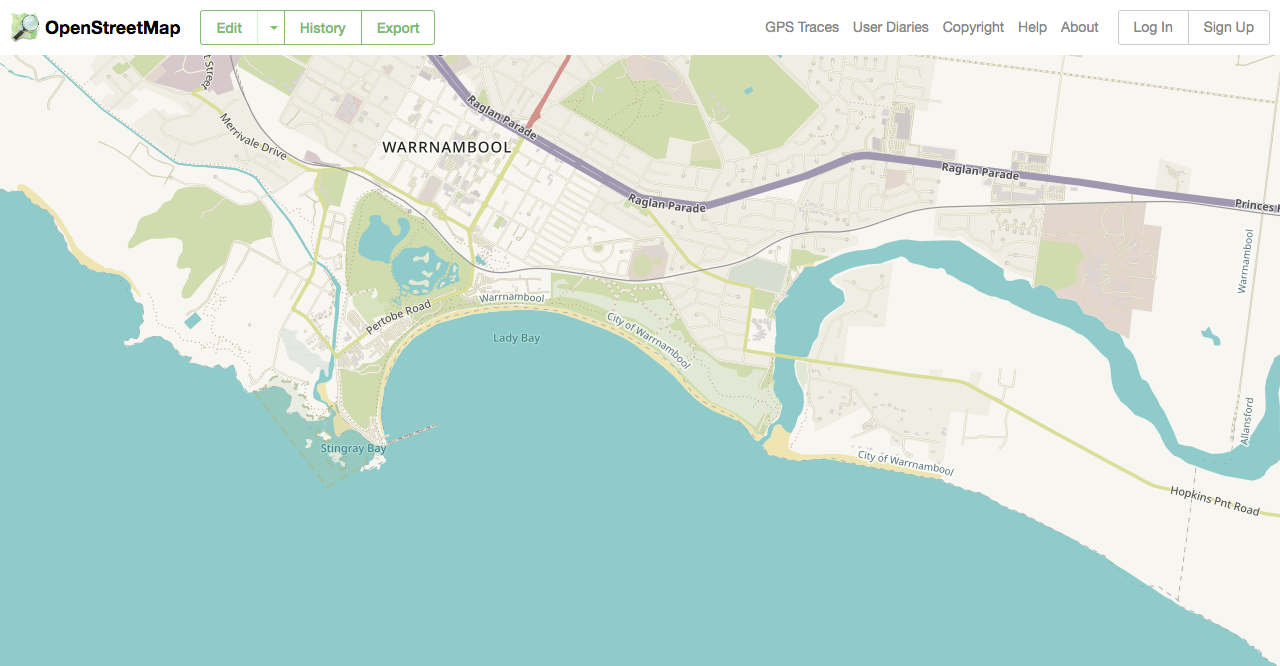 OpenStreetMap
Edit
History
Export
GPS Traces
User Diaries
Copyright
Help
About
Log In
Sign Up
Merrivale Drive
WARRNAMBOOL
Raglan Parade
Raglan Parade
Raglan Parade
Warrnambool
Pertobe Road
Warrnambool
City of Warrnambool
Lady Bay
Stingray Bay
City of Warrnambool
Allansford
Hopkins Pnt Road